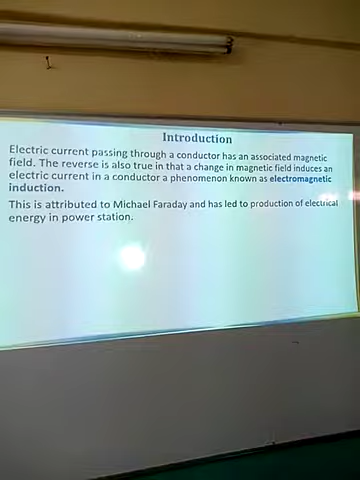 Introduction
Electric current passing through a conductor has an associated magnetic
field. The reverse is also true in that a change in magnetic field induces an
electric current in a conductor a phenomenon known as electromagnetic
induction.
This is attributed to Michael Faraday and has led to production of electrical
energy in power station.